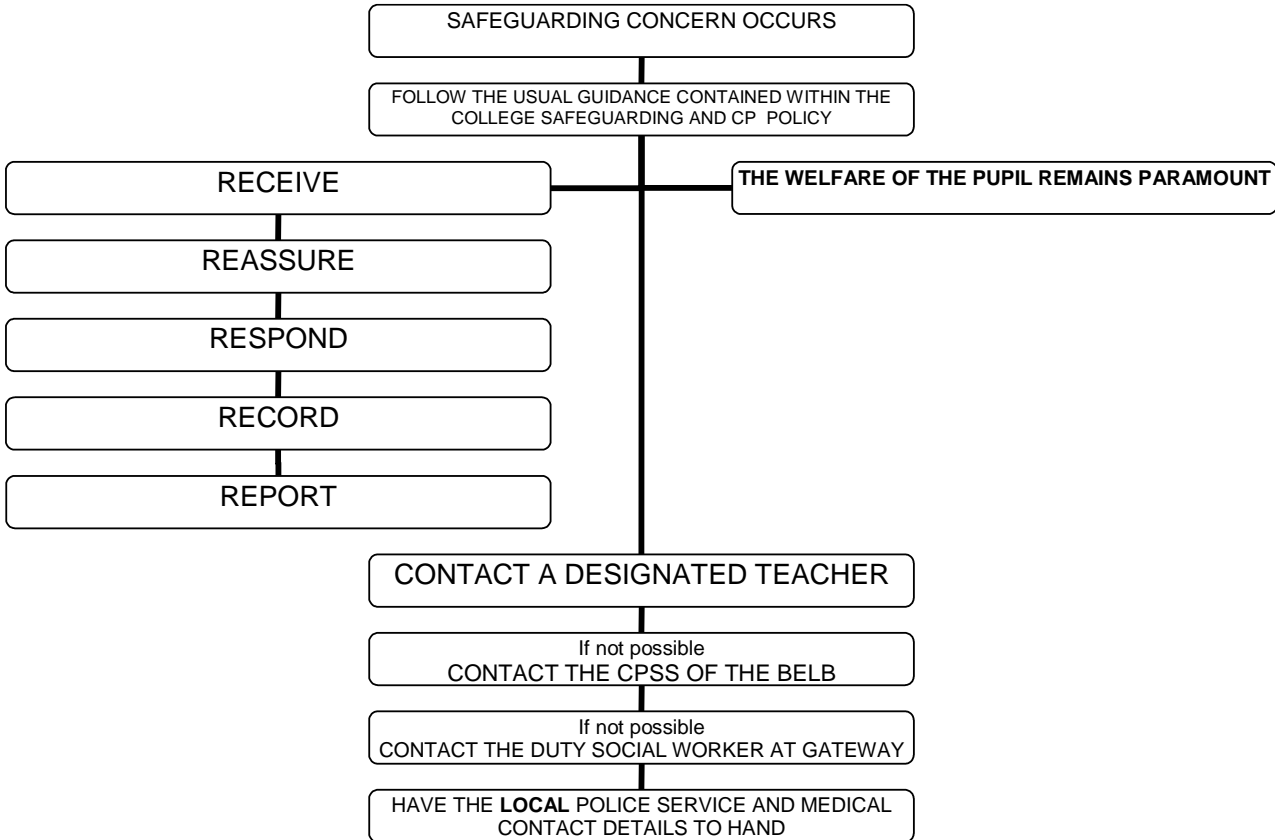 SAFEGUARDING CONCERN OCCURS
FOLLOW THE USUAL GUIDANCE CONTAINED WITHIN THE
COLLEGE SAFEGUARDING AND CP POLICY
RECEIVE
THE WELFARE OF THE PUPIL REMAINS PARAMOUNT
REASSURE
RESPOND
RECORD
REPORT
CONTACT A DESIGNATED TEACHER
If not possible
CONTACT THE CPSS OF THE BELB
If not possible
CONTACT THE DUTY SOCIAL WORKER AT GATEWAY
HAVE THE LOCAL POLICE SERVICE AND MEDICAL
CONTACT DETAILS TO HAND